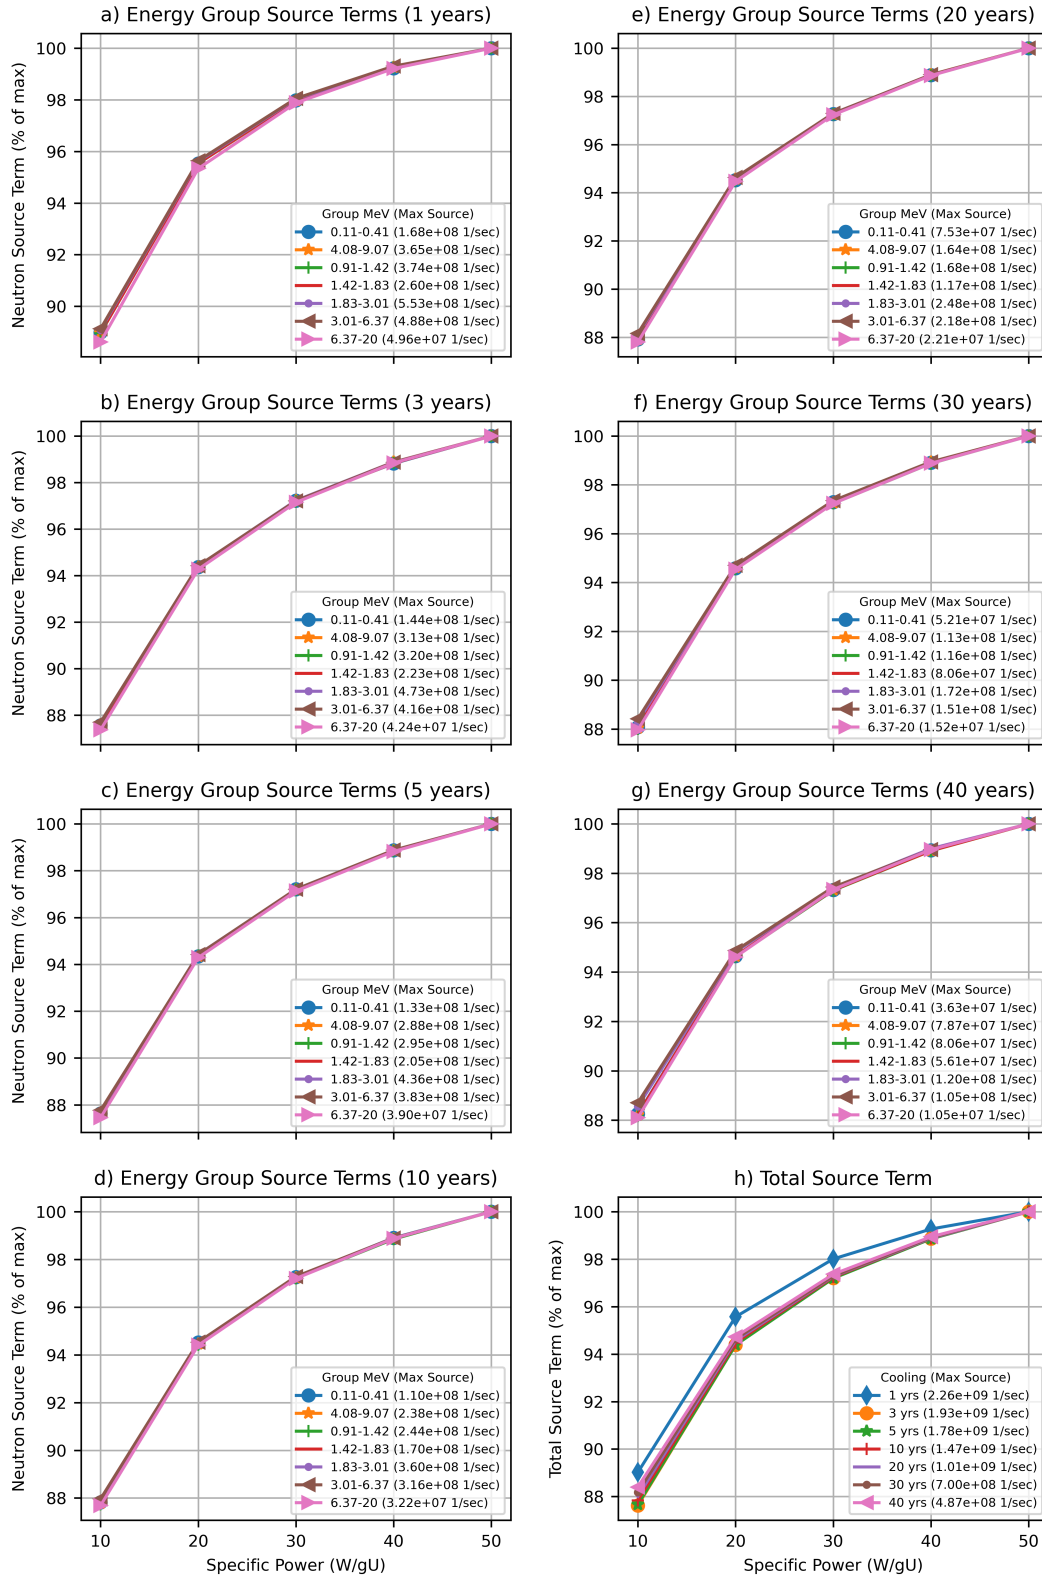 a) Energy Group Source Terms (1 years)
Neutron Source Term (% of max)
100
98
96
94
92
90
Group MeV (Max Source)
0.11-0.41 (1.68e+08 1/sec)
4.08-9.07 (3.65e+08 1/sec)
0.91-1.42 (3.74e+08 1/sec)
1.42-1.83 (2.60e+08 1/sec)
1.83-3.01 (5.53e+08 1/sec)
3.01-6.37 (4.88e+08 1/sec)
6.37-20 (4.96e+07 1/sec)
b) Energy Group Source Terms (3 years)
Neutron Source Term (% of max)
100
98
96
94
92
90
88
Group MeV (Max Source)
0.11-0.41 (1.44e+08 1/sec)
4.08-9.07 (3.13e+08 1/sec)
0.91-1.42 (3.20e+08 1/sec)
1.42-1.83 (2.23e+08 1/sec)
1.83-3.01 (4.73e+08 1/sec)
3.01-6.37 (4.16e+08 1/sec)
6.37-20 (4.24e+07 1/sec)
c) Energy Group Source Terms (5 years)
Neutron Source Term (% of max)
100
98
96
94
92
90
88
Group MeV (Max Source)
0.11-0.41 (1.33e+08 1/sec)
4.08-9.07 (2.88e+08 1/sec)
0.91-1.42 (2.95e+08 1/sec)
1.42-1.83 (2.05e+08 1/sec)
1.83-3.01 (4.36e+08 1/sec)
3.01-6.37 (3.83e+08 1/sec)
6.37-20 (3.90e+07 1/sec)
d) Energy Group Source Terms (10 years)
Neutron Source Term (% of max)
100
98
96
94
92
90
88
Group MeV (Max Source)
0.11-0.41 (1.10e+08 1/sec)
4.08-9.07 (2.38e+08 1/sec)
0.91-1.42 (2.44e+08 1/sec)
1.42-1.83 (1.70e+08 1/sec)
1.83-3.01 (3.60e+08 1/sec)
3.01-6.37 (3.16e+08 1/sec)
6.37-20 (3.22e+07 1/sec)
10 20 30 40 50
Specific Power (W/gU)
e) Energy Group Source Terms (20 years)
100
98
96
94
92
90
88
Group MeV (Max Source)
0.11-0.41 (7.53e+07 1/sec)
4.08-9.07 (1.64e+08 1/sec)
0.91-1.42 (1.68e+08 1/sec)
1.42-1.83 (1.17e+08 1/sec)
1.83-3.01 (2.48e+08 1/sec)
3.01-6.37 (2.18e+08 1/sec)
6.37-20 (2.21e+07 1/sec)
f) Energy Group Source Terms (30 years)
100
98
96
94
92
90
88
Group MeV (Max Source)
0.11-0.41 (5.21e+07 1/sec)
4.08-9.07 (1.13e+08 1/sec)
0.91-1.42 (1.16e+08 1/sec)
1.42-1.83 (8.06e+07 1/sec)
1.83-3.01 (1.72e+08 1/sec)
3.01-6.37 (1.51e+08 1/sec)
6.37-20 (1.52e+07 1/sec)
g) Energy Group Source Terms (40 years)
100
98
96
94
92
90
88
Group MeV (Max Source)
0.11-0.41 (3.63e+07 1/sec)
4.08-9.07 (7.87e+07 1/sec)
0.91-1.42 (8.06e+07 1/sec)
1.42-1.83 (5.61e+07 1/sec)
1.83-3.01 (1.20e+08 1/sec)
3.01-6.37 (1.05e+08 1/sec)
6.37-20 (1.05e+07 1/sec)
h) Total Source Term
Total Source Term (% of max)
100
98
96
94
92
90
88
Cooling (Max Source)
1 yrs (2.26e+09 1/sec)
3 yrs (1.93e+09 1/sec)
5 yrs (1.78e+09 1/sec)
10 yrs (1.47e+09 1/sec)
20 yrs (1.01e+09 1/sec)
30 yrs (7.00e+08 1/sec)
40 yrs (4.87e+08 1/sec)
10 20 30 40 50
Specific Power (W/gU)